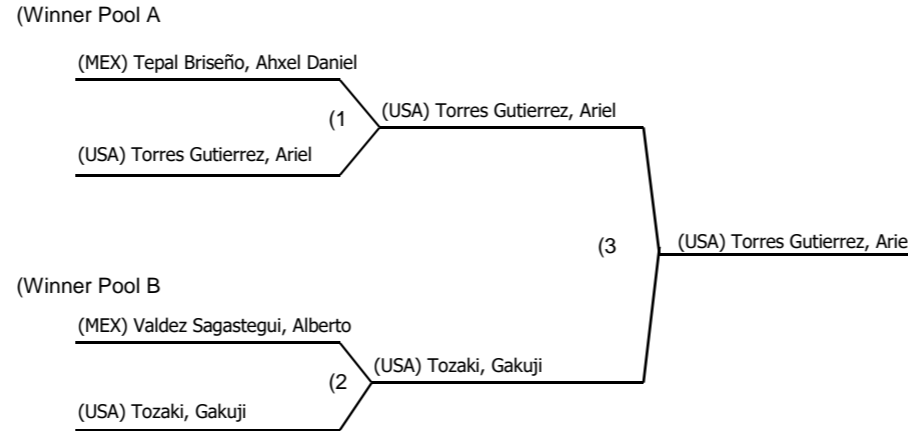 (Winner Pool A
(MEX) Tepal Briseño, Ahxel Daniel
(1
(USA) Torres Gutierrez, Ariel
(USA) Torres Gutierrez, Ariel
(3
(USA) Torres Gutierrez, Arie
(Winner Pool B
(MEX) Valdez Sagastegui, Alberto
(2
(USA) Tozaki, Gakuji
(USA) Tozaki, Gakuji